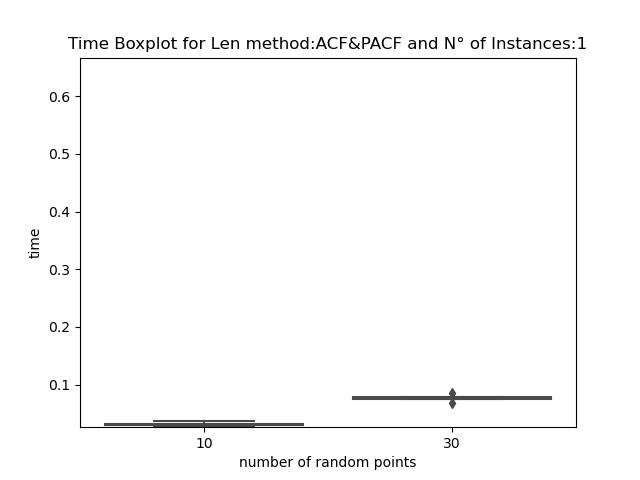 Time Boxplot for Len method:ACF&PACF and N° of Instances:1
0.6
0.5
0.4
0.3
0.2
0.1
time
10 30
number of random points